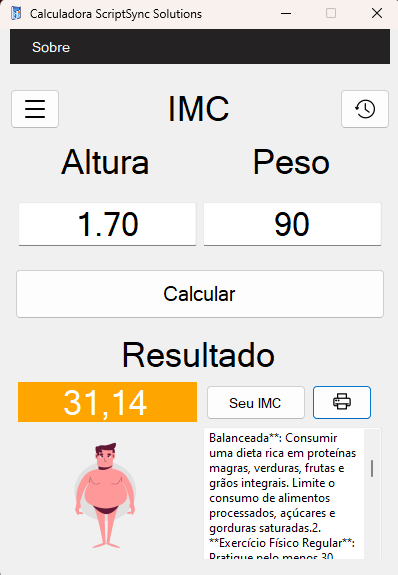 Calculadora ScriptSync Solutions
Sobre
IMC
Altura
Peso
1.70
90
Calcular
Resultado
31,14
Seu IMC
Balanceada**: Consumir
uma dieta rica em proteínas
magras, verduras, frutas e
grãos integrais. Limite o
consumo de alimentos
processados, açúcares e
gorduras saturadas.2.
**Exercício Físico Regular**:
Pratique pelo menos 30